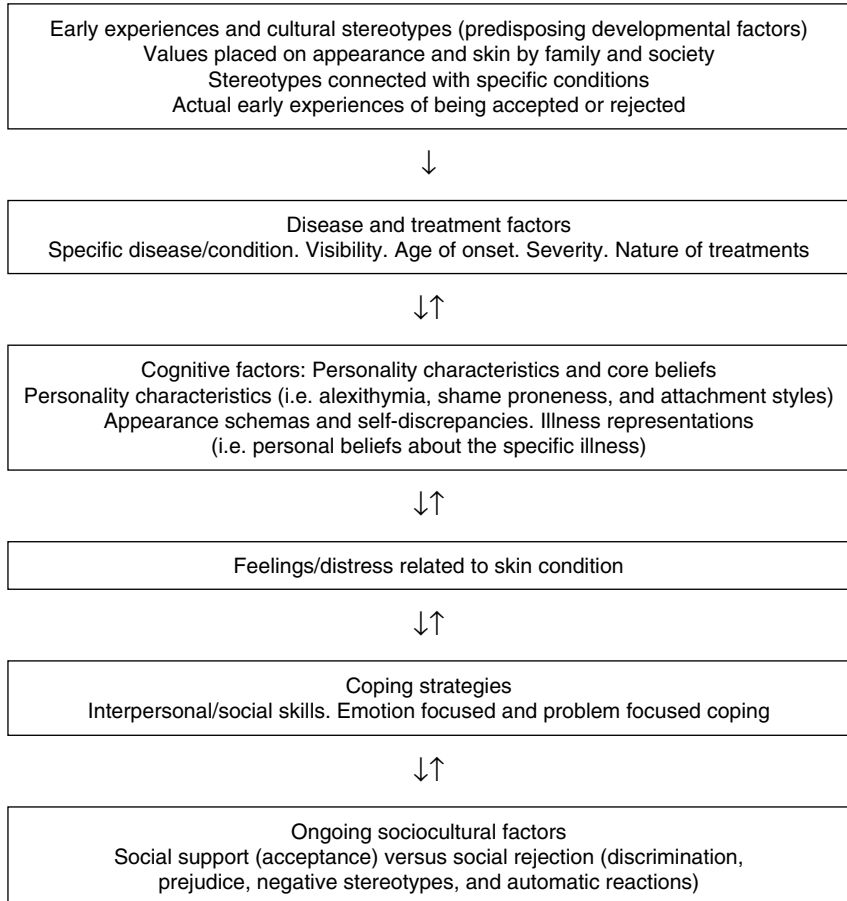 Early experiences and cultural stereotypes (predisposing developmental factors)
Values placed on appearance and skin by family and society
Stereotypes connected with specific conditions
Actual early experiences of being accepted or rejected
↓
Disease and treatment factors
Specific disease/condition. Visibility. Age of onset. Severity. Nature of treatments
↓↑
Cognitive factors: Personality characteristics and core beliefs
Personality characteristics (i.e. alexithymia, shame proneness, and attachment styles)
Appearance schemas and self-discrepancies. Illness representations
(i.e. personal beliefs about the specific illness)
↓↑
Feelings/distress related to skin condition
↓↑
Coping strategies
Interpersonal/social skills. Emotion focused and problem focused coping
↓↑
Ongoing sociocultural factors
Social support (acceptance) versus social rejection (discrimination,
prejudice, negative stereotypes, and automatic reactions)